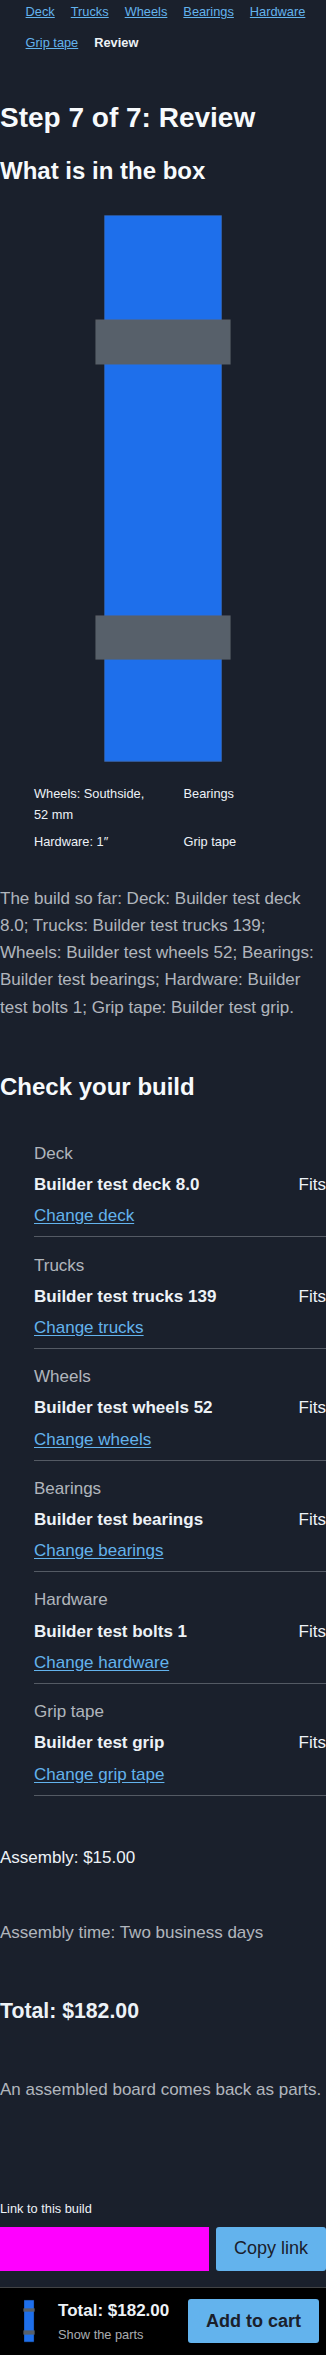 Deck Trucks Wheels Bearings Hardware
Grip tape Review
Step 7 of 7: Review
What is in the box
Wheels: Southside, 52 mm
Bearings
Hardware: 1″
Grip tape
The build so far: Deck: Builder test deck
8.0; Trucks: Builder test trucks 139;
Wheels: Builder test wheels 52; Bearings:
Builder test bearings; Hardware: Builder
test bolts 1; Grip tape: Builder test grip.
Check your build
Deck
Builder test deck 8.0 Fits
Change deck
Trucks
Builder test trucks 139 Fits
Change trucks
Wheels
Builder test wheels 52 Fits
Change wheels
Bearings
Builder test bearings Fits
Change bearings
Hardware
Builder test bolts 1 Fits
Change hardware
Grip tape
Builder test grip Fits
Change grip tape
Assembly: $15.00
Assembly time: Two business days
Total: $182.00
An assembled board comes back as parts.
Link to this build
Copy link
Total: $182.00
Show the parts
Add to cart